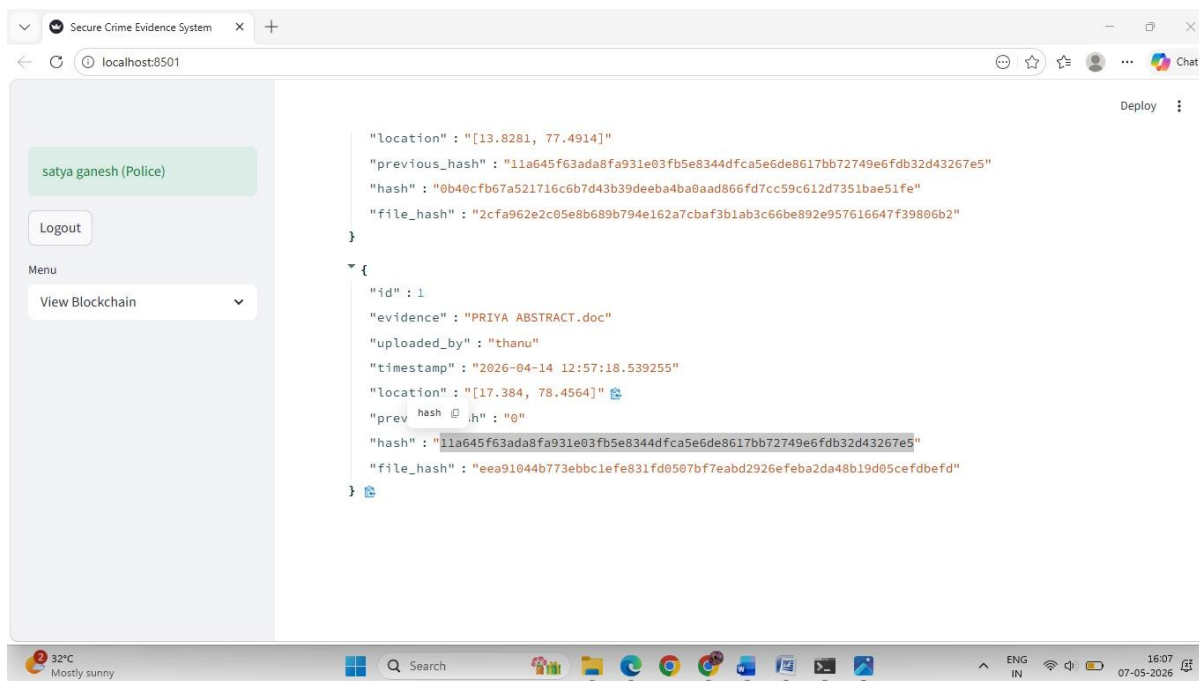 Secure Crime Evidence System
localhost:8501
Chat
Deploy
satya ganesh (Police)
Logout
Menu
View Blockchain
"location" : "[13.8281, 77.4914]"
"previous_hash" : "11a645f63ada8fa931e03fb5e8344dfca5e6de8617bb72749e6fdb32d43267e5"
"hash" : "0b40cfb67a521716c6b7d43b39deeba4ba0aad866fd7cc59c612d7351bae51fe"
"file_hash" : "2cfa962e2c05e8b689b794e162a7cbaf3b1ab3c66be892e957616647f39806b2"
}
{
"id" : 1
"evidence" : "PRIYA ABSTRACT.doc"
"uploaded_by" : "thanu"
"timestamp" : "2026-04-14 12:57:18.539255"
"location" : "[17.384, 78.4564]"
hash
"prev h" : "0"
"hash" : "11a645f63ada8fa931e03fb5e8344dfca5e6de8617bb72749e6fdb32d43267e5"
"file_hash" : "eea91044b773ebbc1efe831fd0507bf7eabd2926efeba2da48b19d05cefdbefd"
}
2
32°C
Mostly sunny
Search
ENG
IN
16:07
07-05-2026